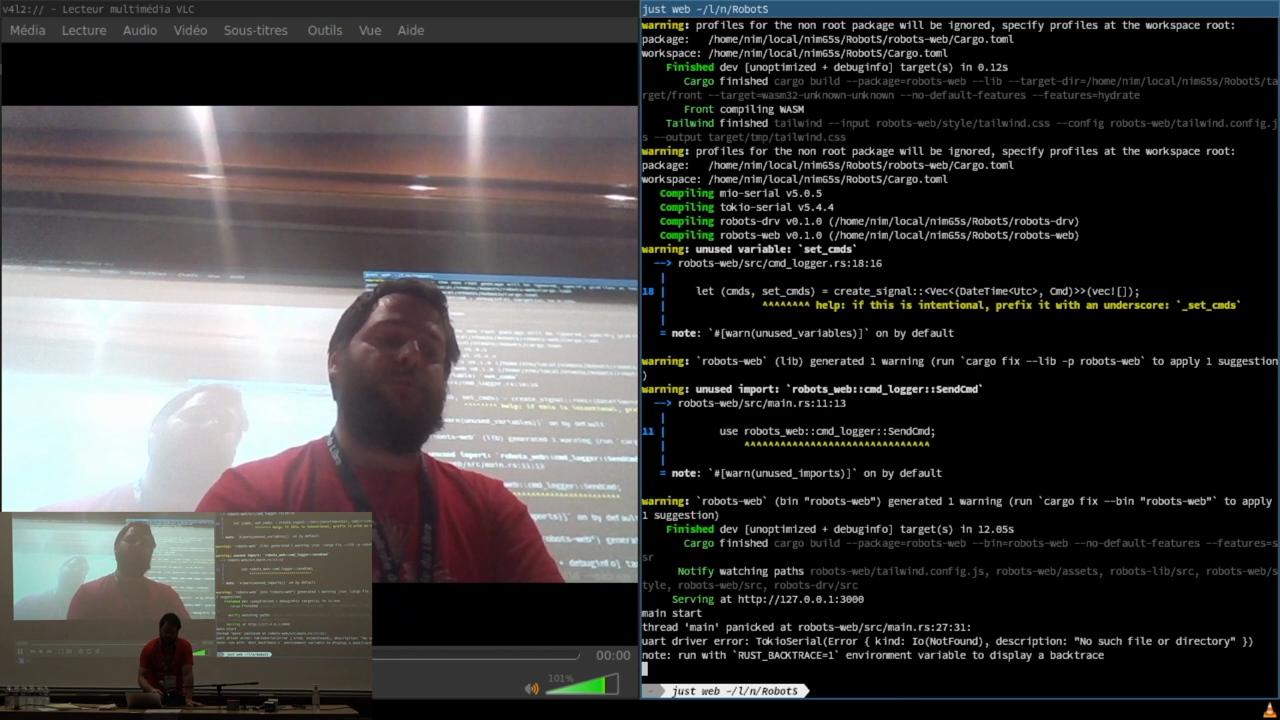 v4l2:// - Lecteur multimédia VLC
Média Lecture Audio Vidéo Sous-titres Outils Vue Aide
00:00
101%
just web ~/l/n/RobotS
warning: profiles for the non root package will be ignored, specify profiles at the workspace root:
package:   /home/nim/local/nim65s/RobotS/robots-web/Cargo.toml
workspace: /home/nim/local/nim65s/RobotS/Cargo.toml
Finished dev [unoptimized + debuginfo] target(s) in 0.12s
Cargo finished cargo build --package=robots-web --lib --target-dir=/home/nim/local/nim65s/RobotS/ta
rget/front --target=wasm32-unknown-unknown --no-default-features --features=hydrate
Front compiling WASM
Tailwind finished tailwind --input robots-web/style/tailwind.css --config robots-web/tailwind.config.j
s --output target/tmp/tailwind.css
warning: profiles for the non root package will be ignored, specify profiles at the workspace root:
package:   /home/nim/local/nim65s/RobotS/robots-web/Cargo.toml
workspace: /home/nim/local/nim65s/RobotS/Cargo.toml
Compiling mio-serial v5.0.5
Compiling tokio-serial v5.4.4
Compiling robots-drv v0.1.0 (/home/nim/local/nim65s/RobotS/robots-drv)
Compiling robots-web v0.1.0 (/home/nim/local/nim65s/RobotS/robots-web)
warning: unused variable: `set_cmds`
--> robots-web/src/cmd_logger.rs:18:16
|
18 |     let (cmds, set_cmds) = create_signal::<Vec<(DateTime<Utc>, Cmd)>>(vec![]);
|                ^^^^^^^^ help: if this is intentional, prefix it with an underscore: `_set_cmds`
|
= note: `#[warn(unused_variables)]` on by default
warning: `robots-web` (lib) generated 1 warning (run `cargo fix --lib -p robots-web` to apply 1 suggestion
)
warning: unused import: `robots_web::cmd_logger::SendCmd`
--> robots-web/src/main.rs:11:13
|
11 |         use robots_web::cmd_logger::SendCmd;
|             ^^^^^^^^^^^^^^^^^^^^^^^^^^^^^^^
|
= note: `#[warn(unused_imports)]` on by default
warning: `robots-web` (bin "robots-web") generated 1 warning (run `cargo fix --bin "robots-web"` to apply
1 suggestion)
Finished dev [unoptimized + debuginfo] target(s) in 12.05s
Cargo finished cargo build --package=robots-web --bin=robots-web --no-default-features --features=s
sr
Notify watching paths robots-web/tailwind.config.js, robots-web/assets, robots-lib/src, robots-web/s
tyle, robots-web/src, robots-drv/src
Serving at http://127.0.0.1:3000
main start
thread 'main' panicked at robots-web/src/main.rs:27:31:
uart driver error: TokioSerial(Error { kind: Io(NotFound), description: "No such file or directory" })
note: run with `RUST_BACKTRACE=1` environment variable to display a backtrace
~ just web ~/l/n/RobotS